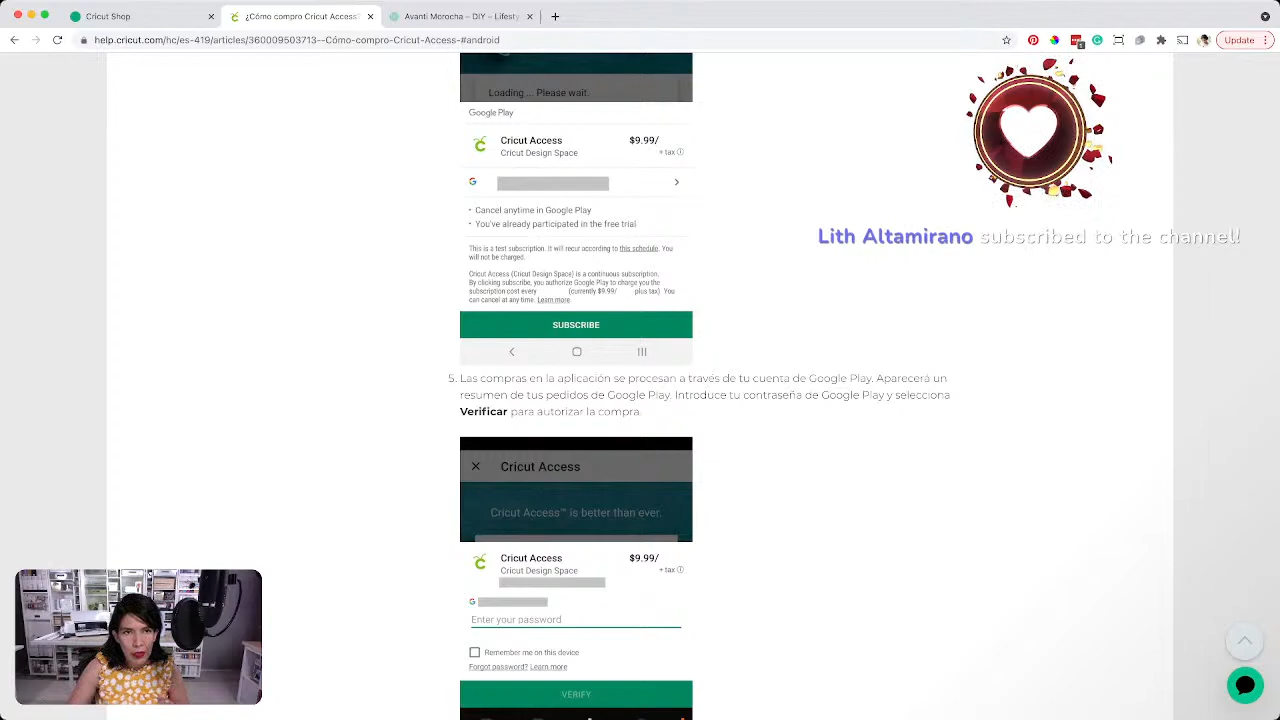 ¿Cómo compro Cricut Access?
Demo – Lifestyle
Update
help.cricut.com/hc/es/articles/360009503713--Cómo-compro-Cricut-Access-#android
Loading ... Please wait.
Google Play
Cricut Access
$9.99/
Cricut Design Space
+ tax
Lith Altamirano subscribed to the channel!
• Cancel anytime in Google Play
• You've already participated in the free trial
This is a test subscription. It will recur according to this schedule. You
will not be charged.
Cricut Access (Cricut Design Space) is a continuous subscription.
By clicking subscribe, you authorize Google Play to charge you the
subscription cost every (currently $9.99/ plus tax). You
can cancel at any time. Learn more.
SUBSCRIBE
5. Las compras en la aplicación se procesan a través de tu cuenta de Google Play. Aparecerá un
resumen de tus pedidos de Google Play. Introduce tu contraseña de Google Play y selecciona
Verificar para autorizar la compra.
Cricut Access
Cricut Access™ is better than ever.
Cricut Access
$9.99/
Cricut Design Space
+ tax
Enter your password
Remember me on this device
Forgot password? Learn more
VERIFY